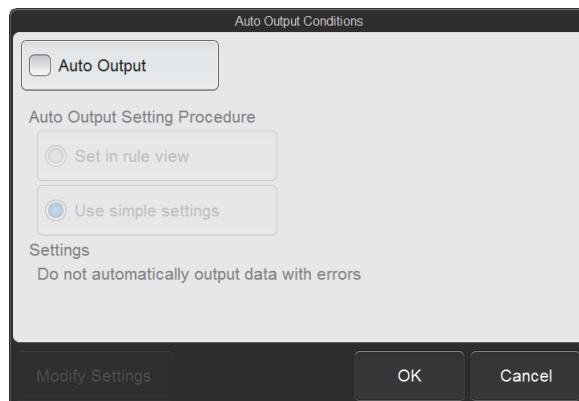 Auto Output Conditions
Auto Output
Auto Output Setting Procedure
Set in rule view
Use simple settings
Settings
Do not automatically output data with errors
Modify Settings
OK
Cancel